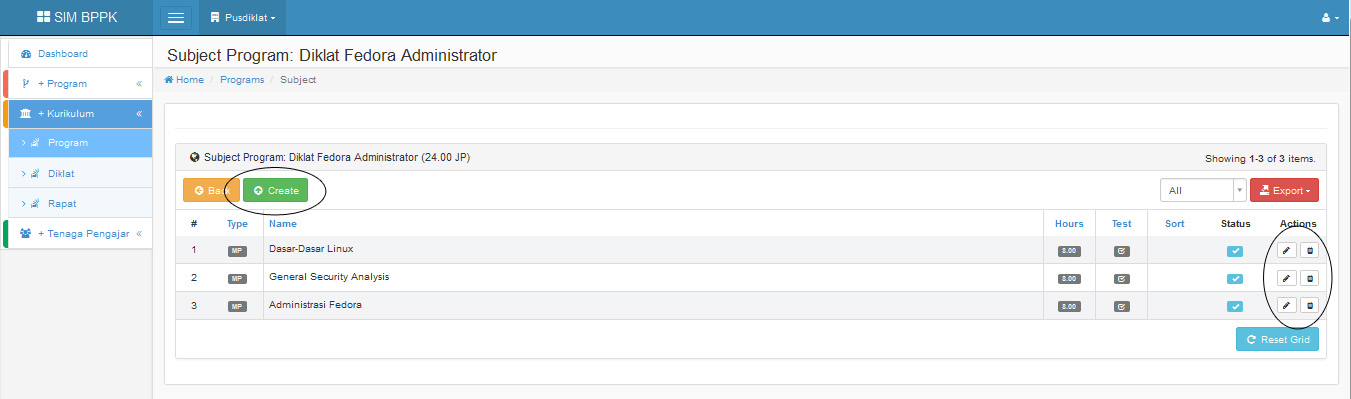 SIM BPPK
Pusdiklat
Dashboard
+ Program
+ Kurikulum
Program
Diklat
Rapat
+ Tenaga Pengajar
Subject Program: Diklat Fedora Administrator
Home / Programs / Subject
Subject Program: Diklat Fedora Administrator (24.00 JP)
Showing 1-3 of 3 items.
Back Create All Export
# Type Name Hours Test Sort Status Actions
1 MP Dasar-Dasar Linux 8.00
2 MP General Security Analysis 8.00
3 MP Administrasi Fedora 8.00
Reset Grid